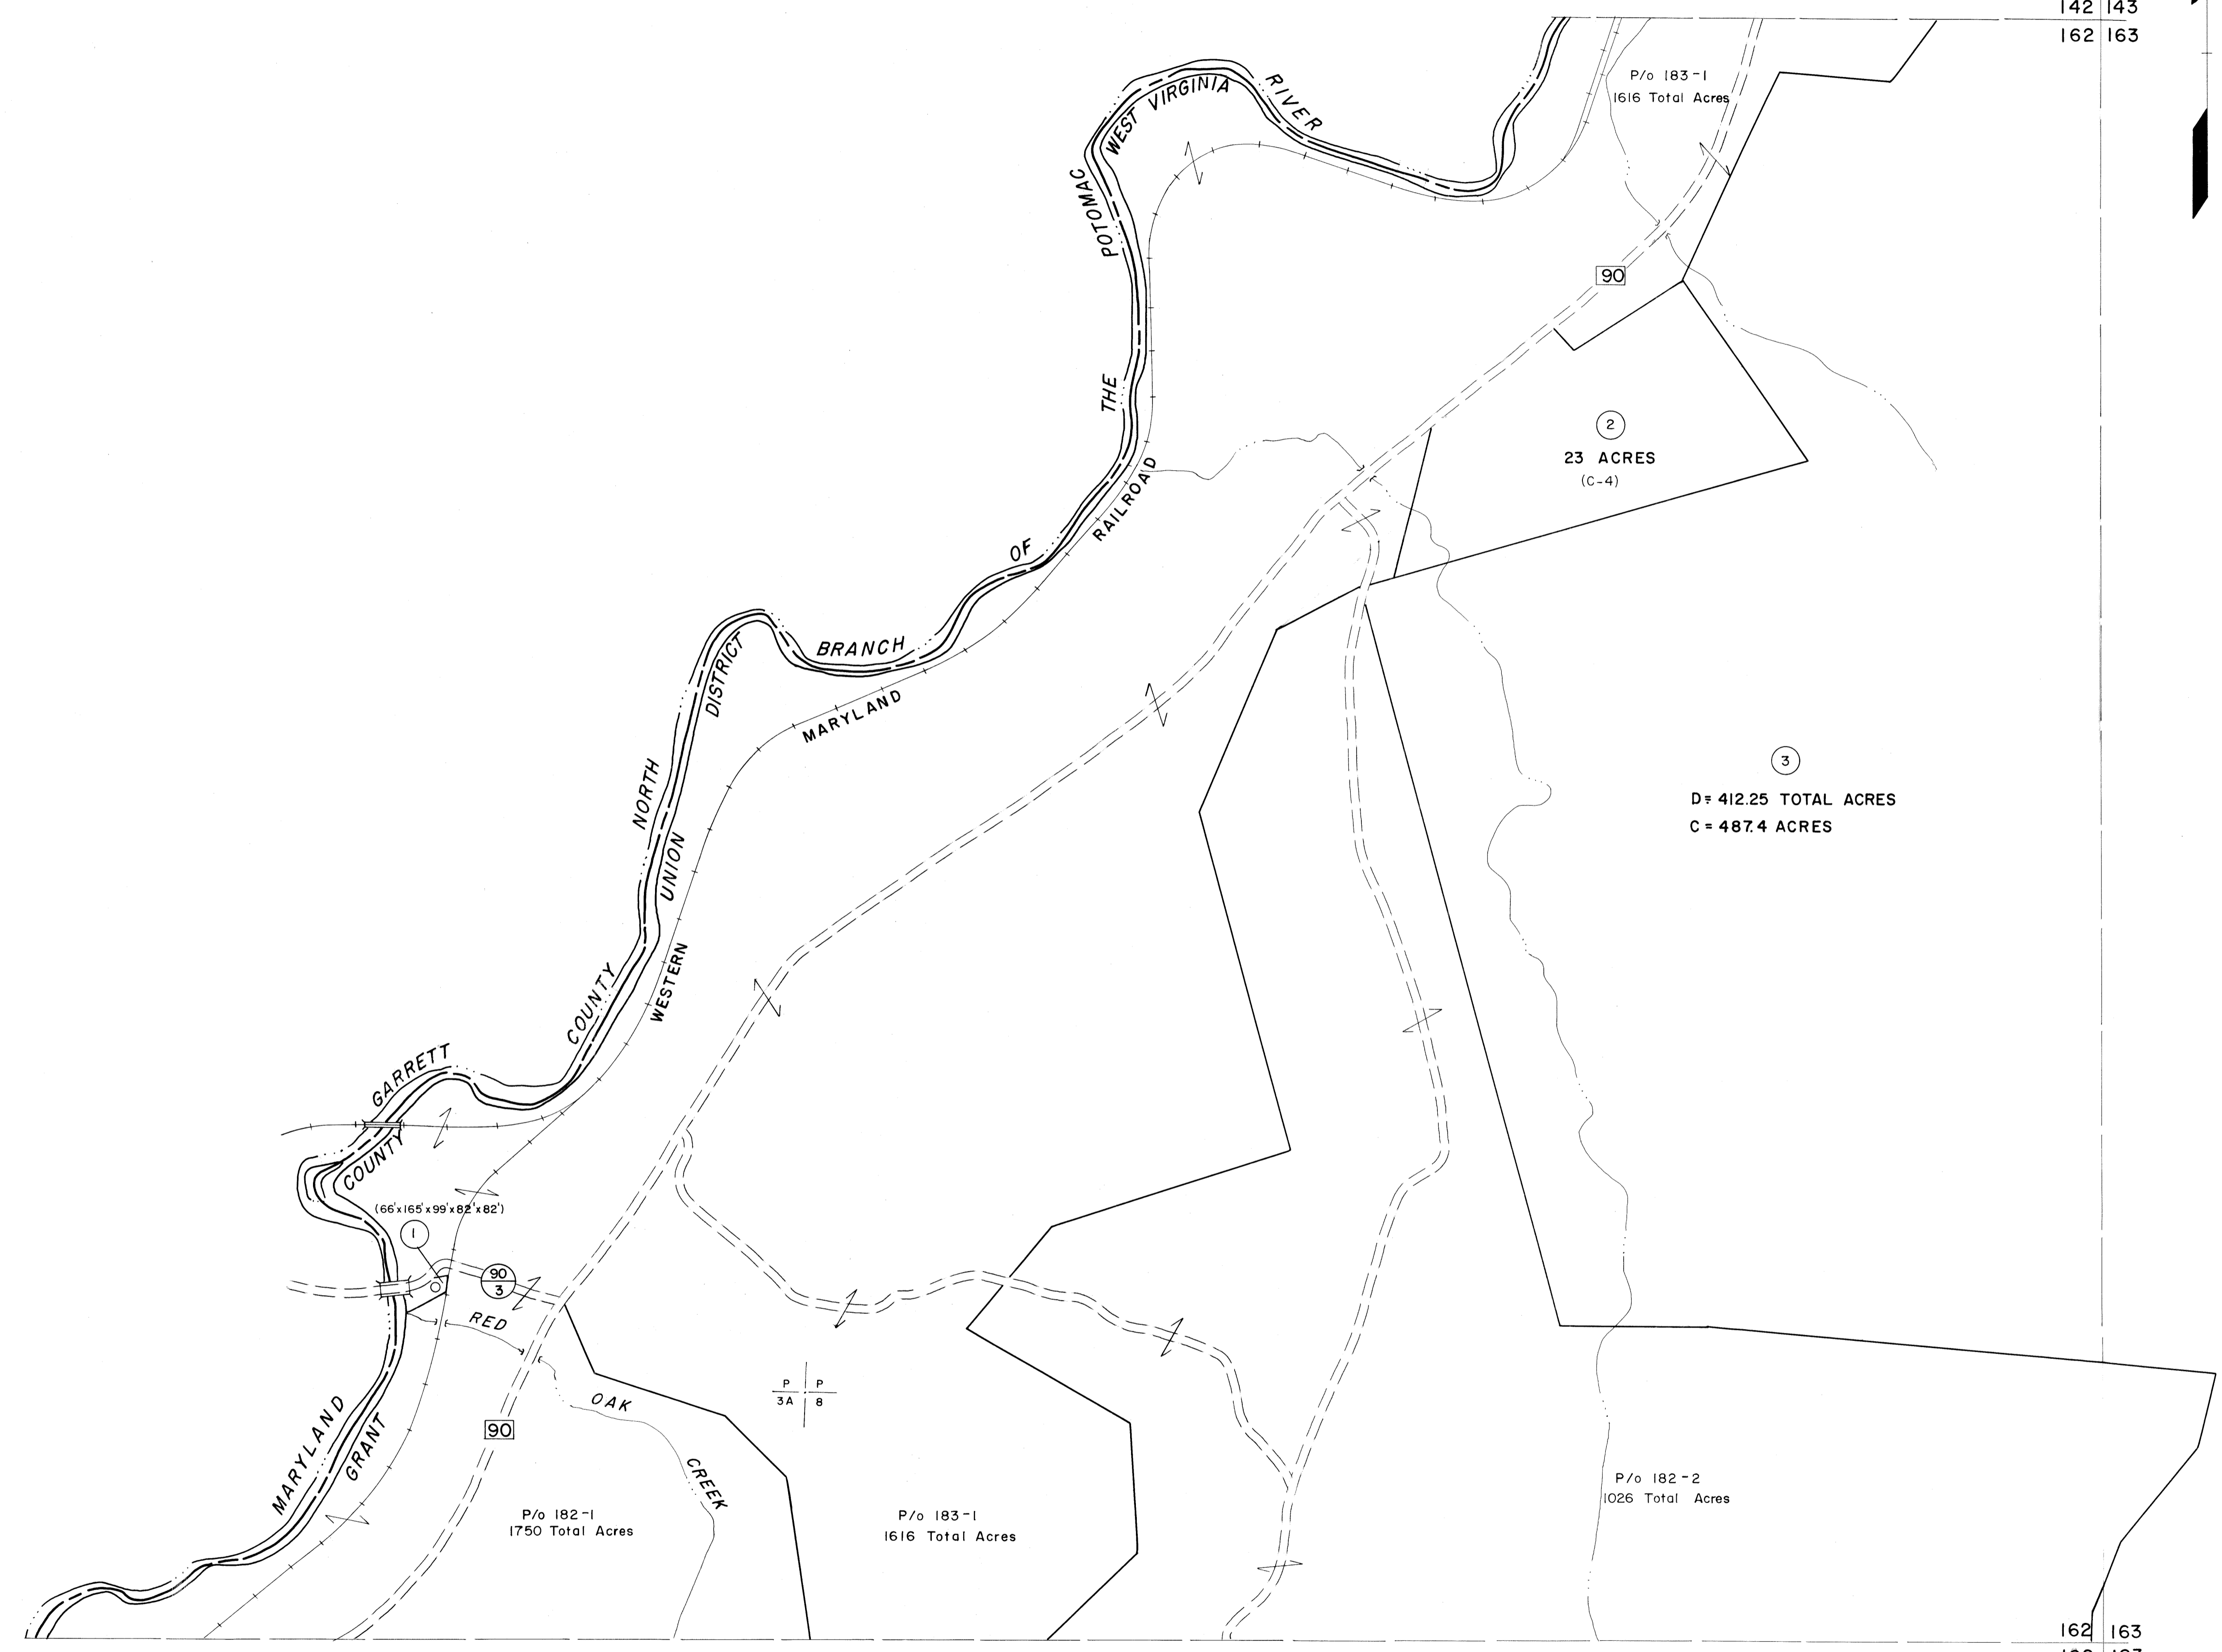 142 143
162 163
P/o 183-1
1616 Total Acres
RIVER
WEST VIRGINIA
POTOMAC
90
THE
2
23 ACRES
(C-4)
RAILROAD
OF
BRANCH
DISTRICT
MARYLAND
3
D= 412.25 TOTAL ACRES
C = 487.4 ACRES
NORTH
UNION
WESTERN
COUNTY
GARRETT
COUNTY
(66'x165'x99'x82'x82')
1
90
3
RED
P P
3A 8
OAK
90
MARYLAND
GRANT
CREEK
P/o 182-1
1750 Total Acres
P/o 183-1
1616 Total Acres
P/o 182-2
1026 Total Acres
162 163